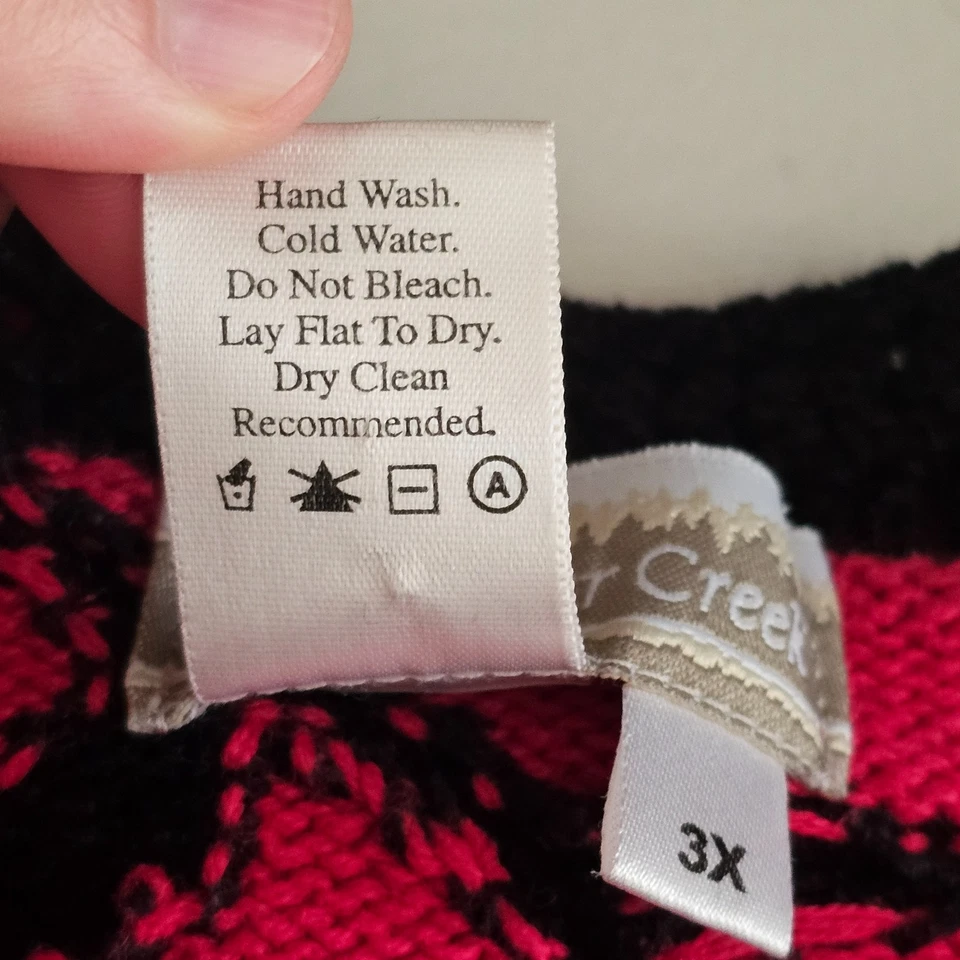 Hand Wash.
Cold Water.
Do Not Bleach.
Lay Flat To Dry.
Dry Clean
Recommended.
A
Creek
3X